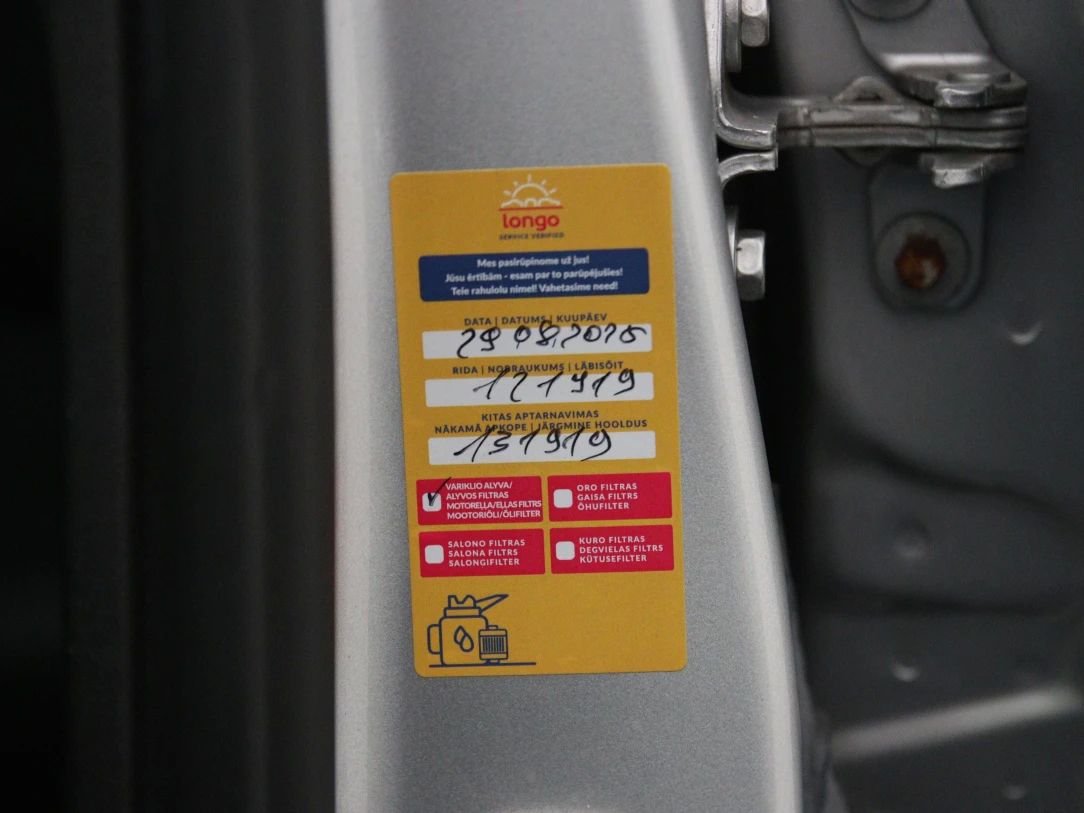 longo
SERVICE VERIFIED
Mes pasirūpinome už jus!
Jūsu ērtībām - esam par to parūpējušies!
Teie rahulolu nimel! Vahetasime need!
DATA | DATUMS | KUUPÄEV
29 08,2025
RIDA | NOBRAUKUMS | LÄBISÕIT
121919
KITAS APTARNAVIMAS
NĀKAMĀ APKOPE | JÄRGMINE HOOLDUS
131919
VARIKLIO ALYVA/
ALYVOS FILTRAS
MOTOREĻĻA/EĻĻAS FILTRS
MOOTORIÕLI/ÕLIFILTER
ORO FILTRAS
GAISA FILTRS
ÕHUFILTER
SALONO FILTRAS
SALONA FILTRS
SALONGIFILTER
KURO FILTRAS
DEGVIELAS FILTRS
KÜTUSEFILTER